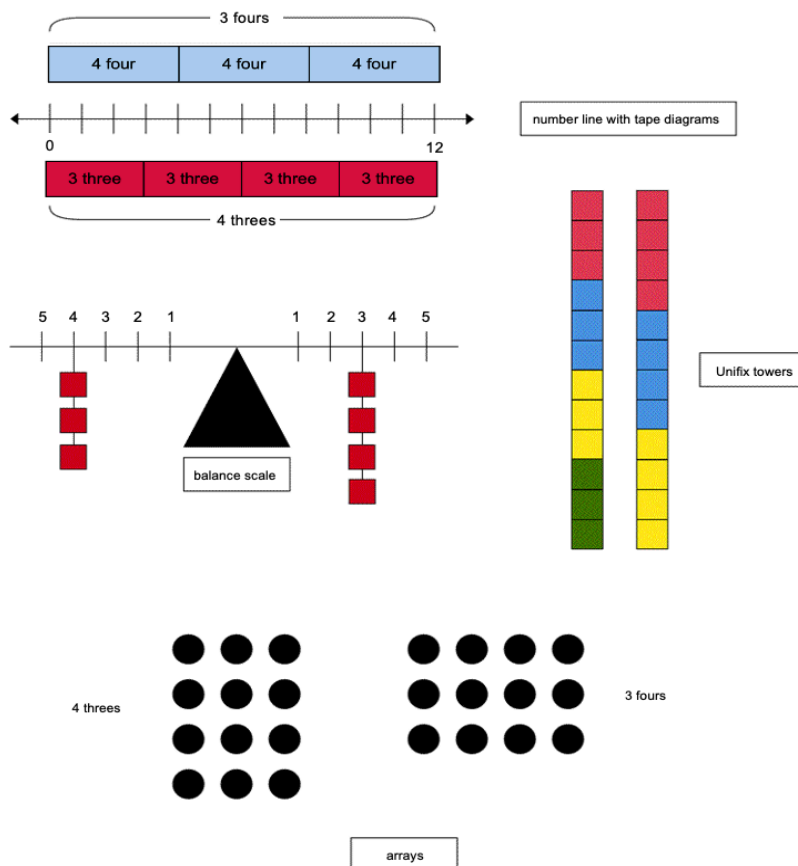 3 fours
4 four 4 four 4 four
0 12
number line with tape diagrams
3 three 3 three 3 three 3 three
4 threes
5 4 3 2 1 1 2 3 4 5
Unifix towers
balance scale
4 threes
3 fours
arrays